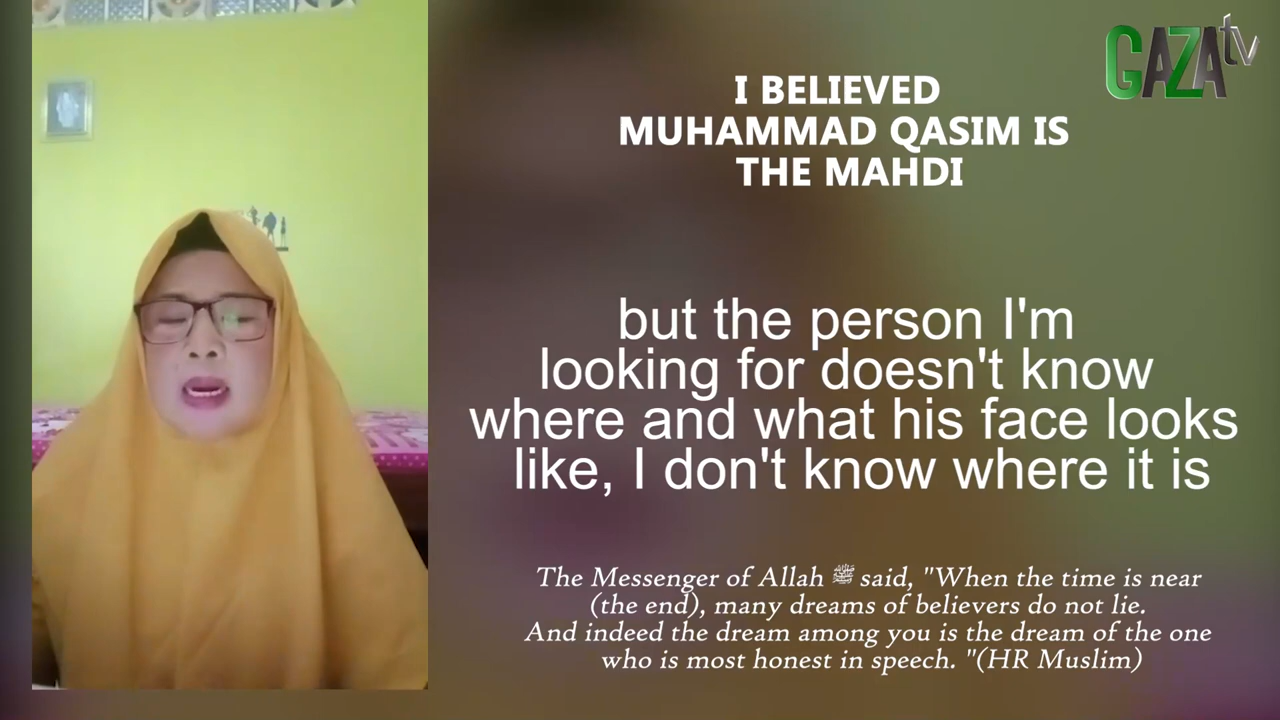 GAZAtv
I BELIEVED
MUHAMMAD QASIM IS
THE MAHDI
but the person I'm
looking for doesn't know
where and what his face looks
like, I don't know where it is
The Messenger of Allah ﷺ said, "When the time is near
(the end), many dreams of believers do not lie.
And indeed the dream among you is the dream of the one
who is most honest in speech. "(HR Muslim)